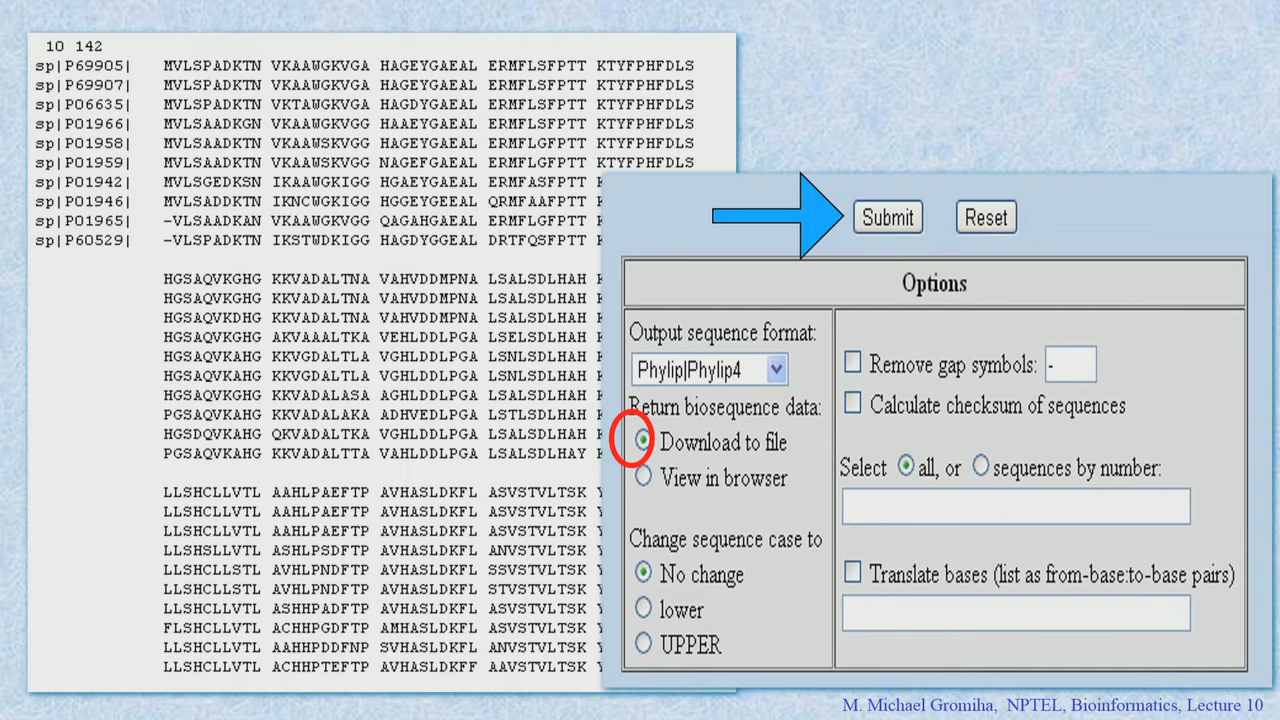 10 142
sp|P69905| MVLSPADKTN VKAAWGKVGA HAGEYGAEAL ERMFLSFPTT KTYFPHFDLS
sp|P69907| MVLSPADKTN VKAAWGKVGA HAGEYGAEAL ERMFLSFPTT KTYFPHFDLS
sp|P06635| MVLSPADKTN VKTAWGKVGA HAGDYGAEAL ERMFLSFPTT KTYFPHFDLS
sp|P01966| MVLSAADKGN VKAAWGKVGG HAAEYGAEAL ERMFLSFPTT KTYFPHFDLS
sp|P01958| MVLSAADKTN VKAAWSKVGG HAGEYGAEAL ERMFLGFPTT KTYFPHFDLS
sp|P01959| MVLSAADKTN VKAAWSKVGG NAGEFGAEAL ERMFLGFPTT KTYFPHFDLS
sp|P01942| MVLSGEDKSN IKAAWGKIGG HGAEYGAEAL ERMFASFPTT
sp|P01946| MVLSADDKTN IKNCWGKIGG HGGEYGEEAL QRMFAAFPTT
sp|P01965| -VLSAADKAN VKAAWGKVGG QAGAHGAEAL ERMFLGFPTT
sp|P60529| -VLSPADKTN IKSTWDKIGG HAGDYGGEAL DRTFQSFPTT
HGSAQVKGHG KKVADALTNA VAHVDDMPNA LSALSDLHAH
HGSAQVKGHG KKVADALTNA VAHVDDMPNA LSALSDLHAH
HGSAQVKDHG KKVADALTNA VAHVDDMPNA LSALSDLHAH
HGSAQVKGHG AKVAAALTKA VEHLDDLPGA LSELSDLHAH
HGSAQVKAHG KKVGDALTLA VGHLDDLPGA LSNLSDLHAH
HGSAQVKAHG KKVGDALTLA VGHLDDLPGA LSNLSDLHAH
HGSAQVKGHG KKVADALASA AGHLDDLPGA LSALSDLHAH
PGSAQVKAHG KKVADALAKA ADHVEDLPGA LSTLSDLHAH
HGSDQVKAHG QKVADALTKA VGHLDDLPGA LSALSDLHAH
PGSAQVKAHG KKVADALTTA VAHLDDLPGA LSALSDLHAY
LLSHCLLVTL AAHLPAEFTP AVHASLDKFL ASVSTVLTSK
LLSHCLLVTL AAHLPAEFTP AVHASLDKFL ASVSTVLTSK
LLSHCLLVTL AAHLPAEFTP AVHASLDKFL ASVSTVLTSK
LLSHSLLVTL ASHLPSDFTP AVHASLDKFL ANVSTVLTSK
LLSHCLLSTL AVHLPNDFTP AVHASLDKFL SSVSTVLTSK
LLSHCLLSTL AVHLPNDFTP AVHASLDKFL STVSTVLTSK
LLSHCLLVTL ASHHPADFTP AVHASLDKFL ASVSTVLTSK
FLSHCLLVTL ACHHPGDFTP AMHASLDKFL ASVSTVLTSK
LLSHCLLVTL AAHHPDDFNP SVHASLDKFL ANVSTVLTSK
LLSHCLLVTL ACHHPTEFTP AVHASLDKFF AAVSTVLTSK
Submit Reset
Options
Output sequence format:
Phylip|Phylip4
Return biosequence data:
Download to file
View in browser
Change sequence case to
No change
lower
UPPER
Remove gap symbols: -
Calculate checksum of sequences
Select all, or sequences by number:
Translate bases (list as from-base:to-base pairs)
M. Michael Gromiha, NPTEL, Bioinformatics, Lecture 10